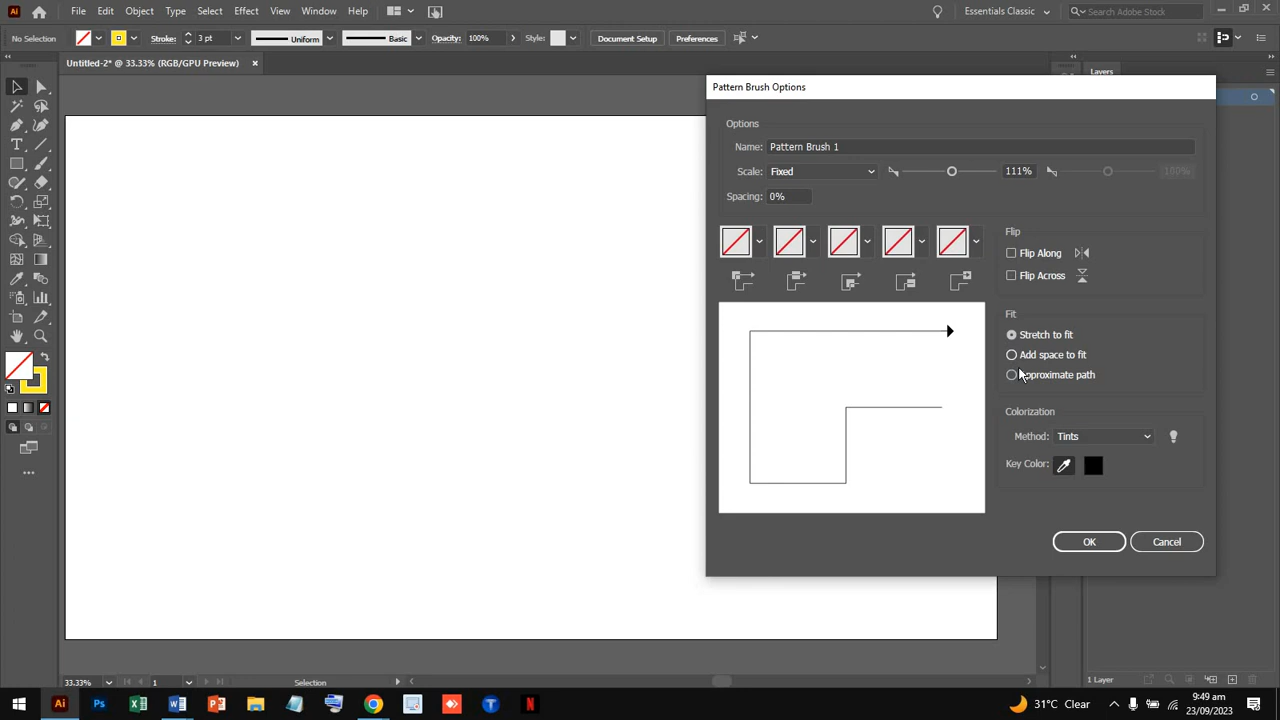 Ai File Edit Object Type Select Effect View Window Help Essentials Classic Search Adobe Stock
No Selection Stroke: 3 pt Uniform Basic Opacity: 100% Style: Document Setup Preferences
Untitled-2* @ 33.33% (RGB/GPU Preview) Layers
Pattern Brush Options
Options
Name: Pattern Brush 1
Scale: Fixed 111% 100%
Spacing: 0%
Flip
Flip Along
Flip Across
Fit
Stretch to fit
Add space to fit
Approximate path
Colorization
Method: Tints
Key Color:
OK Cancel
33.33% 1 Selection 1 Layer
Ai Ps 31°C Clear 9:49 am
23/09/2023